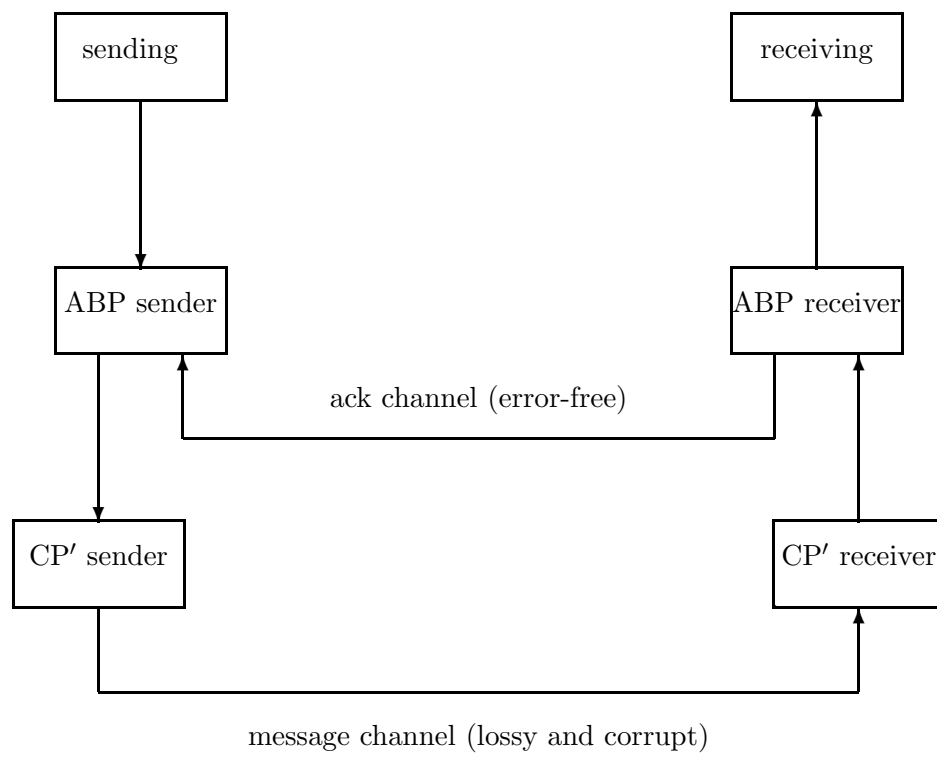 sending
receiving
ABP sender
ABP receiver
ack channel (error-free)
CP′ sender
CP′ receiver
message channel (lossy and corrupt)